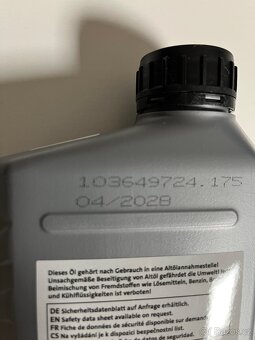 103649724.175
04/2028
Dieses Öl gehört nach Gebrauch in eine Altölannahmestelle!
Unsachgemäße Beseitigung von Altöl gefährdet die Umwelt!
Beimischung von Fremdstoffen wie Lösemitteln, Benzin,
und Kühlflüssigkeiten ist verboten!
DE Sicherheitsdatenblatt auf Anfrage erhältlich.
EN Safety data sheet available on request.
FR Fiche de données de sécurité disponible sur
CS Na vyžádání je k dispozici bezpečnostní list.